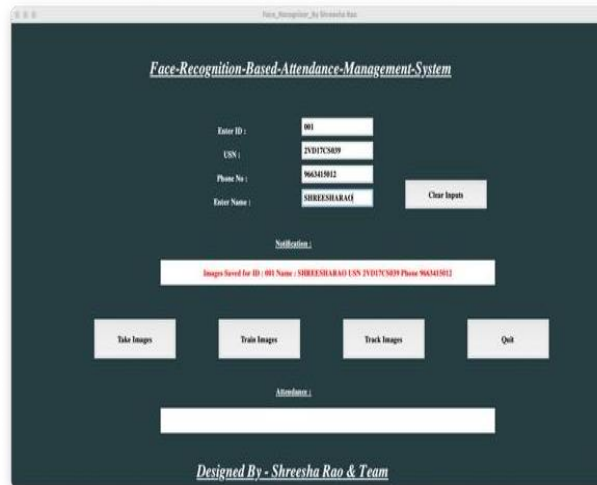 Face_Recogniser_By Shreesha Rao
Face-Recognition-Based-Attendance-Management-System
Enter ID : 001
USN : 2VD17CS039
Phone No : 9663415012
Enter Name : SHREESHARAO
Clear Inputs
Notification :
Images Saved for ID : 001 Name : SHREESHARAO USN 2VD17CS039 Phone 9663415012
Take Images Train Images Track Images Quit
Attendance :
Designed By - Shreesha Rao & Team